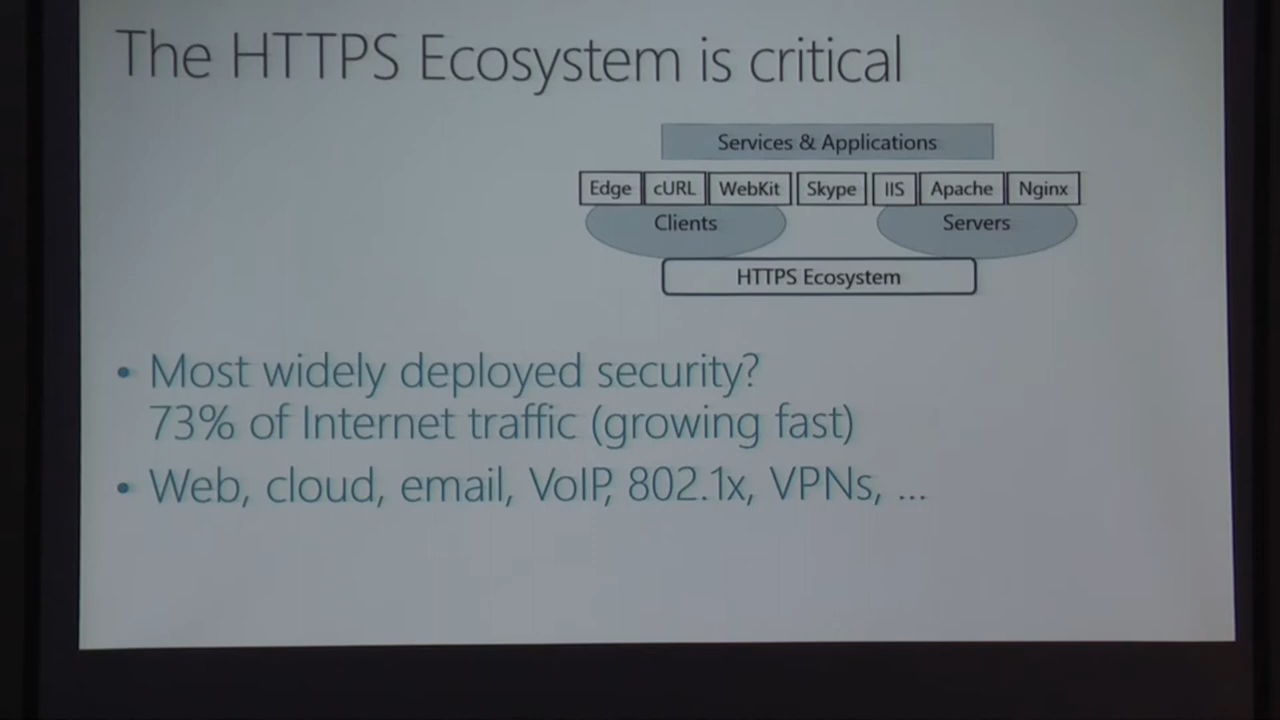 The HTTPS Ecosystem is critical
Services & Applications
Edge cURL WebKit Skype IIS Apache Nginx
Clients Servers
HTTPS Ecosystem
• Most widely deployed security?
73% of Internet traffic (growing fast)
• Web, cloud, email, VoIP, 802.1x, VPNs, ...